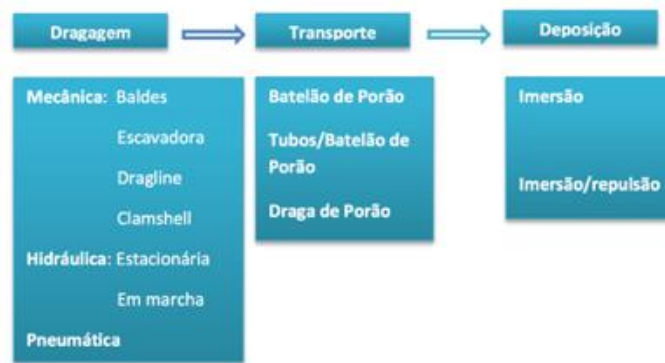 Dragagem
Transporte
Deposição
Mecânica: Baldes
Escavadora
Dragline
Clamshell
Hidráulica: Estacionária
Em marcha
Pneumática
Batelão de Porão
Tubos/Batelão de
Porão
Draga de Porão
Imersão
Imersão/repulsão